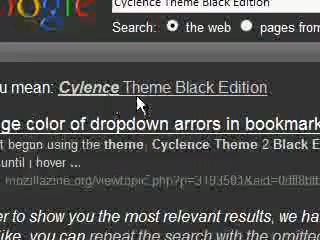 Cyclence Theme Black Edition
Search: the web pages from
u mean: Cylence Theme Black Edition
ge color of dropdown arrors in bookmark
t begun using the theme, Cyclence Theme 2 Black E
until i hover ...
er to show you the most relevant results, we ha
like, you can repeat the search with the omitted